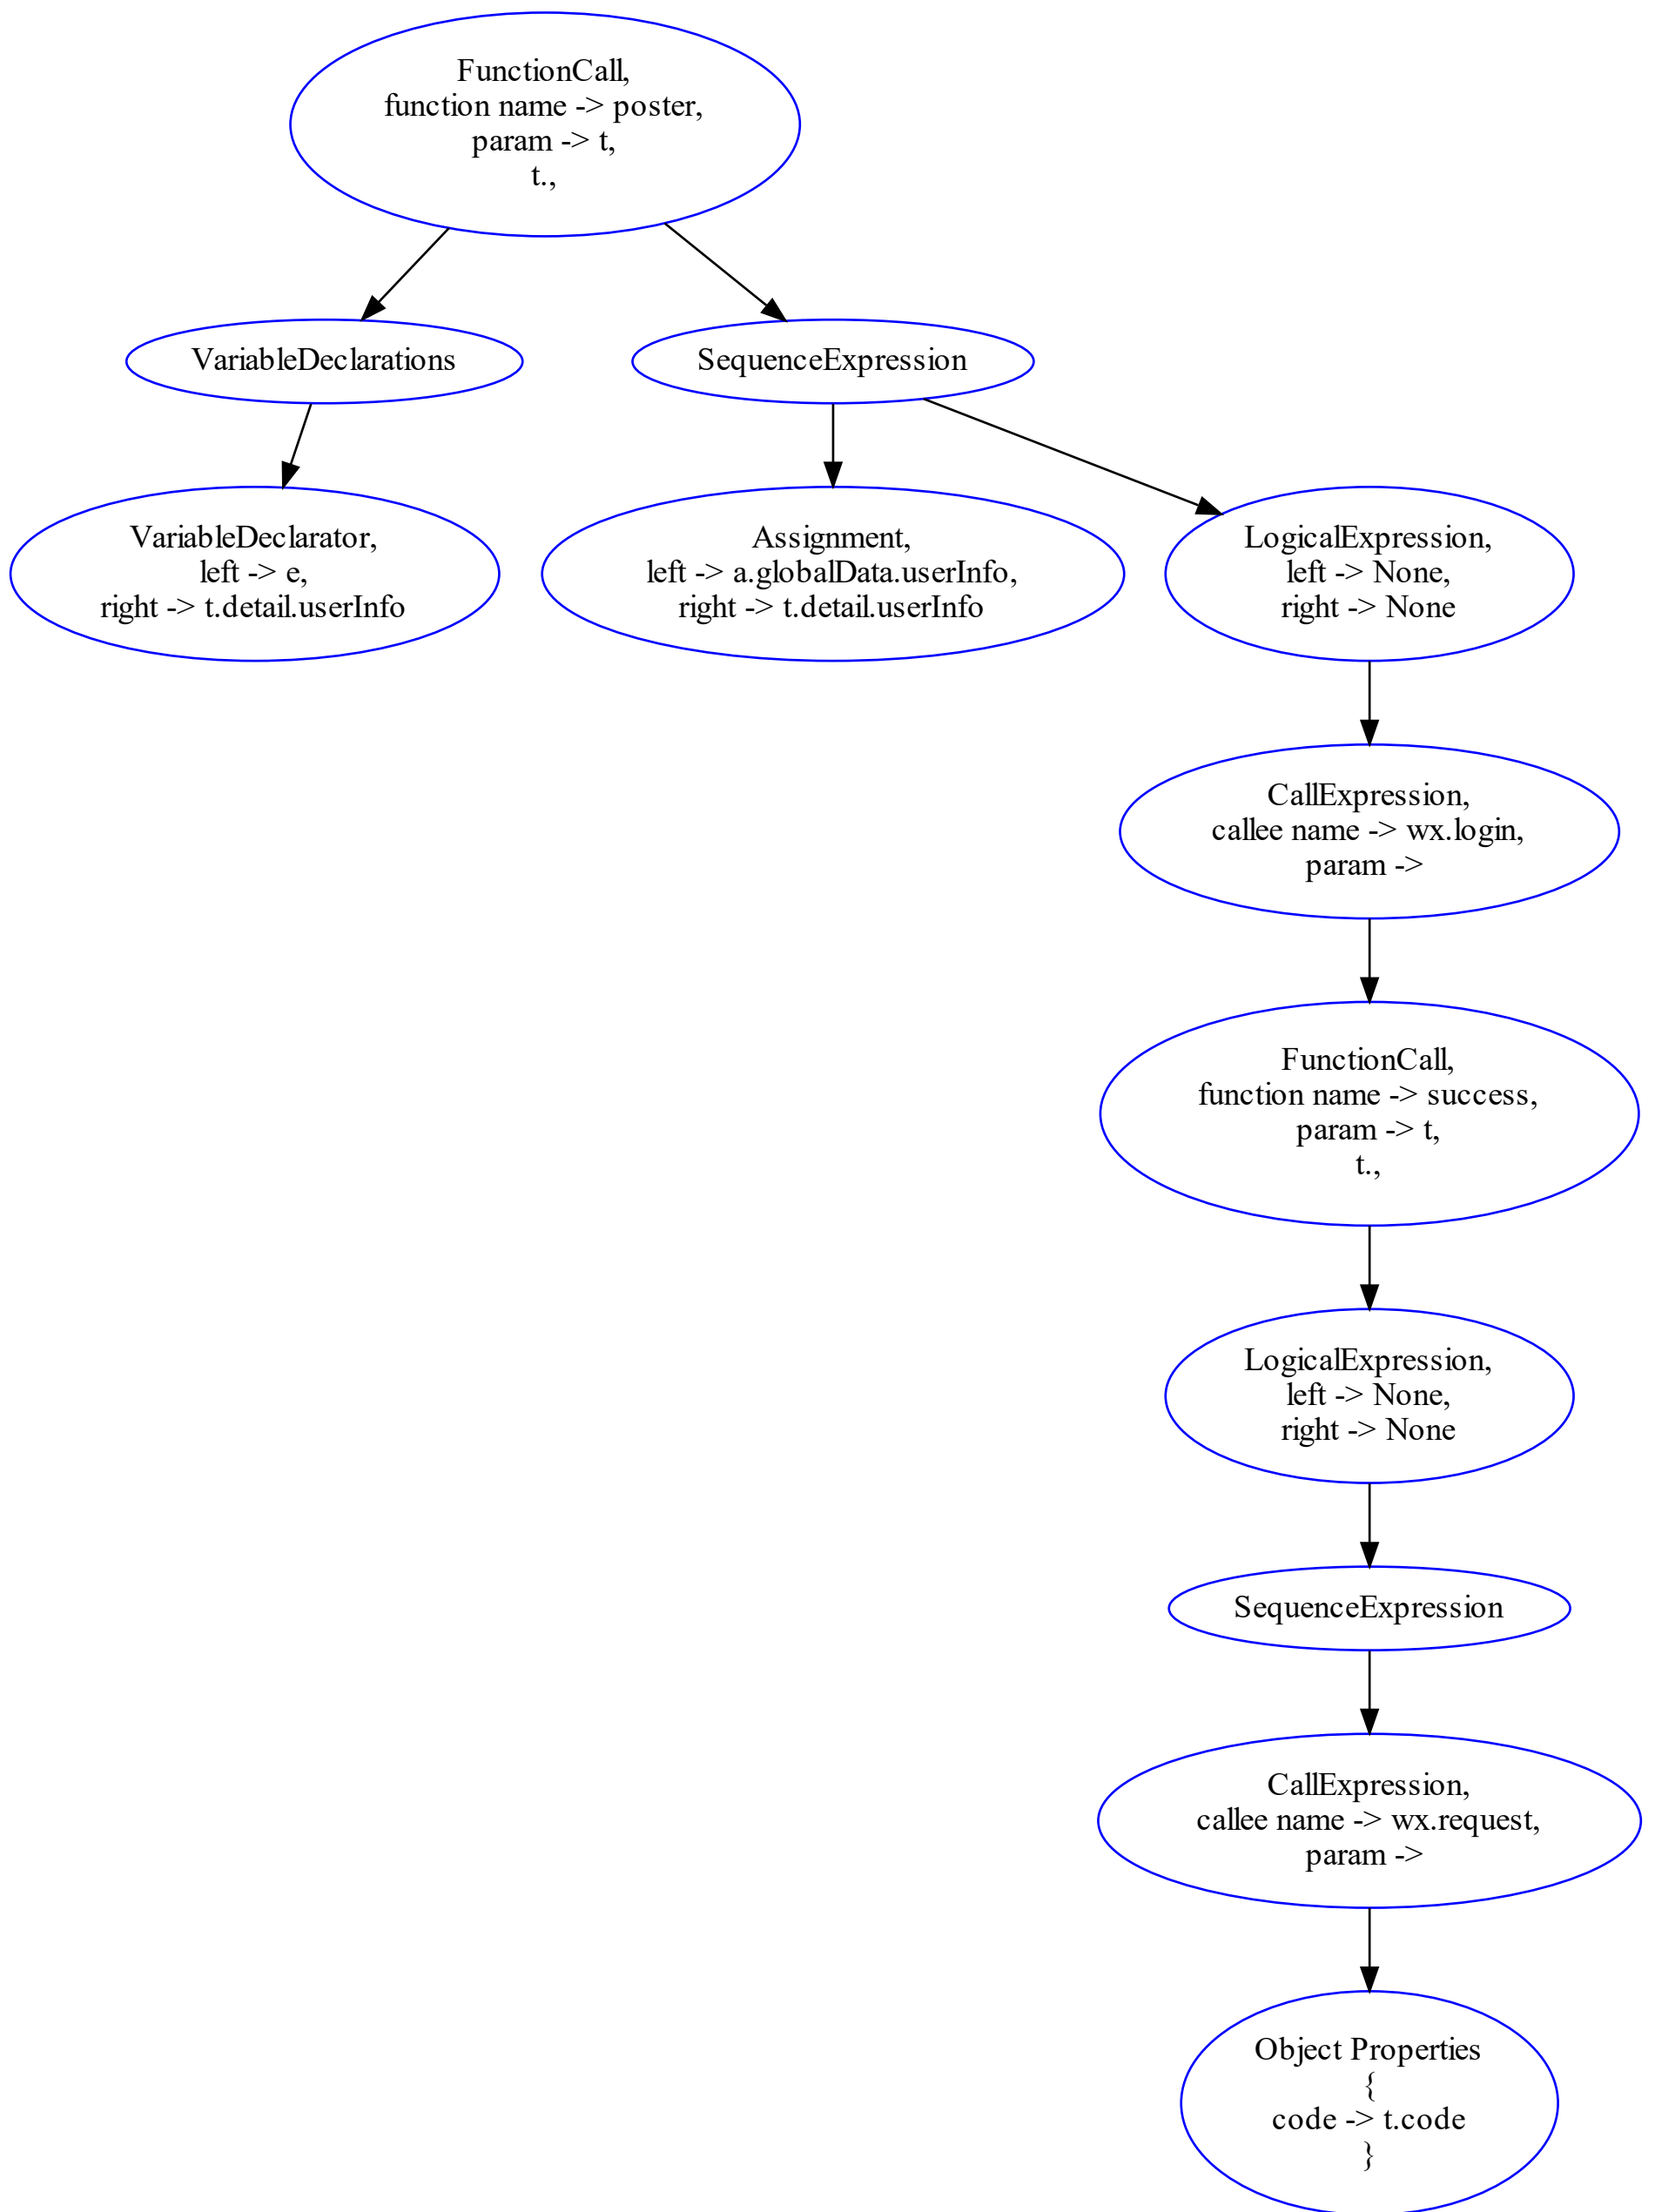 FunctionCall,
function name -> poster,
param -> t,
t.,
VariableDeclarations
SequenceExpression
VariableDeclarator,
left -> e,
right -> t.detail.userInfo
Assignment,
left -> a.globalData.userInfo,
right -> t.detail.userInfo
LogicalExpression,
left -> None,
right -> None
CallExpression,
callee name -> wx.login,
param ->
FunctionCall,
function name -> success,
param -> t,
t.,
LogicalExpression,
left -> None,
right -> None
SequenceExpression
CallExpression,
callee name -> wx.request,
param ->
Object Properties
{
code -> t.code
}